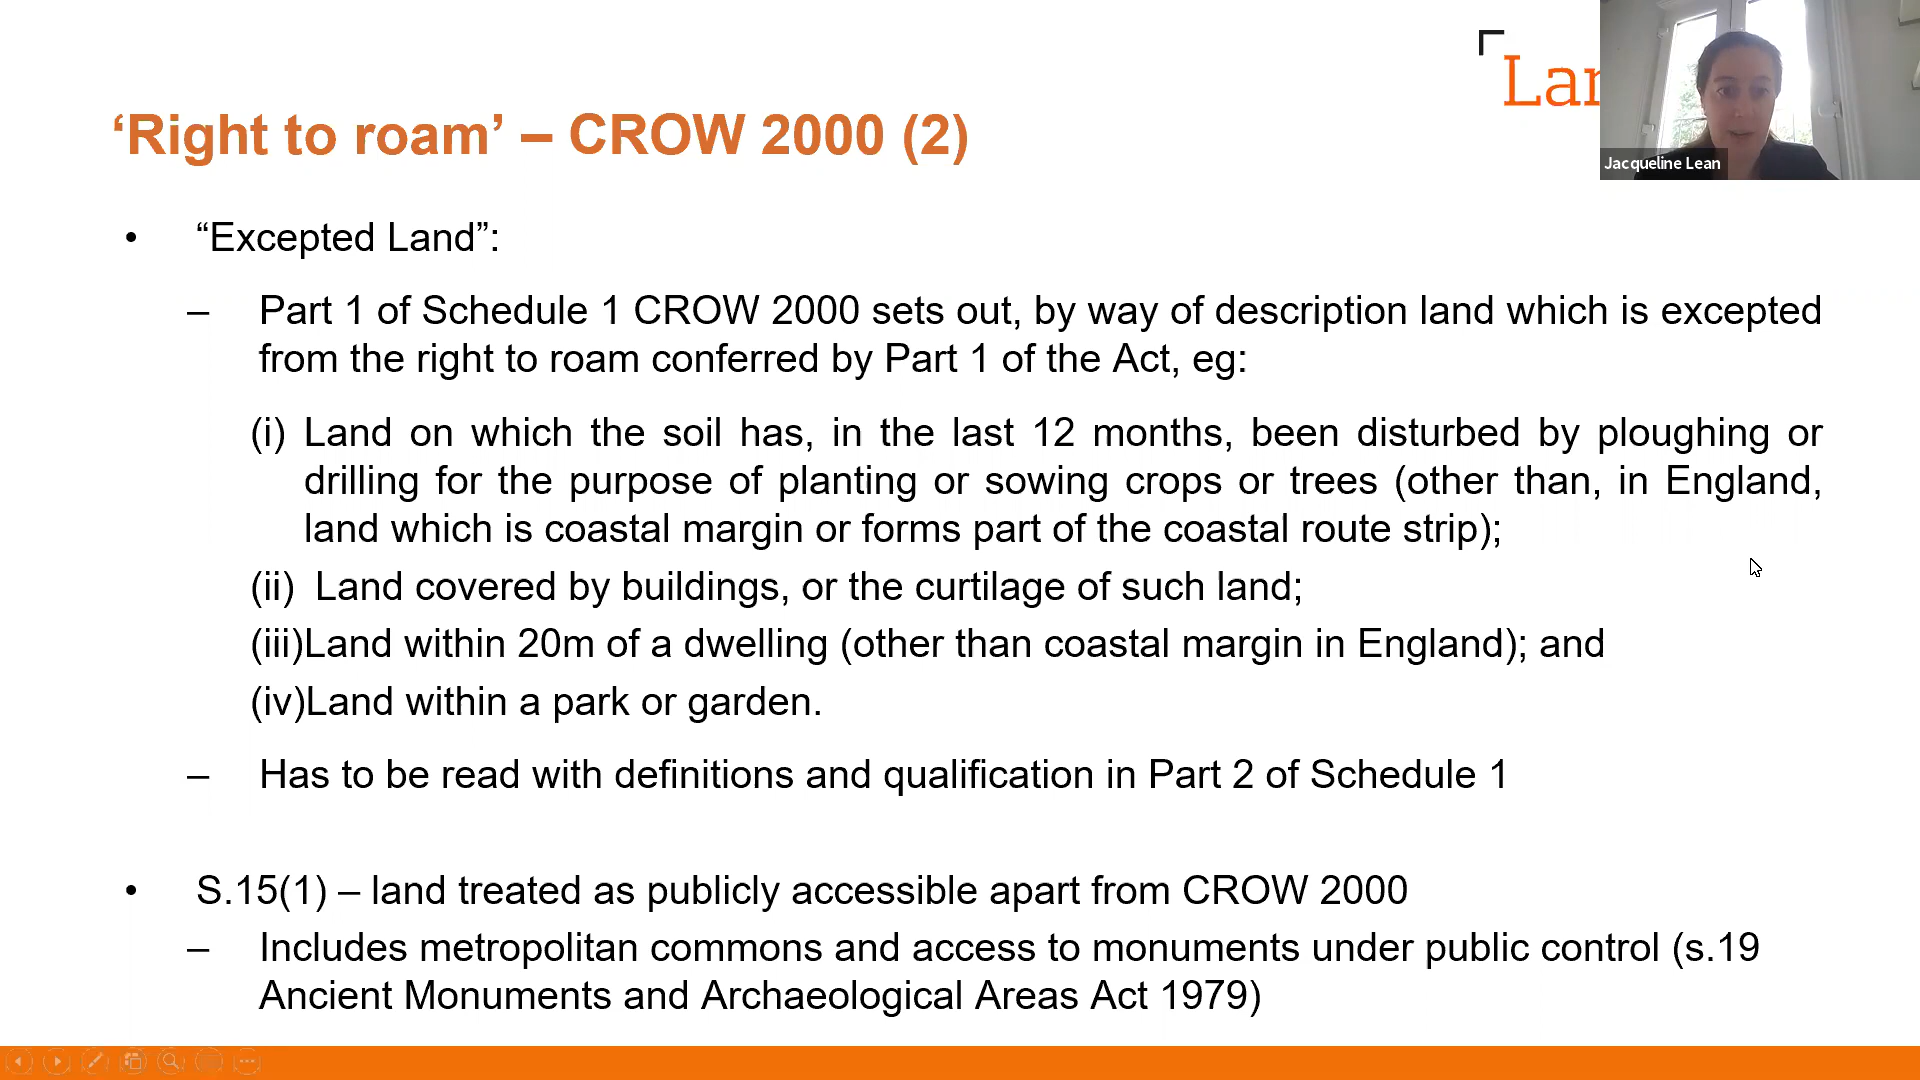 Lan
Jacqueline Lean
‘Right to roam’ – CROW 2000 (2)
• “Excepted Land”:
– Part 1 of Schedule 1 CROW 2000 sets out, by way of description land which is excepted
from the right to roam conferred by Part 1 of the Act, eg:
(i) Land on which the soil has, in the last 12 months, been disturbed by ploughing or
drilling for the purpose of planting or sowing crops or trees (other than, in England,
land which is coastal margin or forms part of the coastal route strip);
(ii) Land covered by buildings, or the curtilage of such land;
(iii)Land within 20m of a dwelling (other than coastal margin in England); and
(iv)Land within a park or garden.
– Has to be read with definitions and qualification in Part 2 of Schedule 1
• S.15(1) – land treated as publicly accessible apart from CROW 2000
– Includes metropolitan commons and access to monuments under public control (s.19
Ancient Monuments and Archaeological Areas Act 1979)